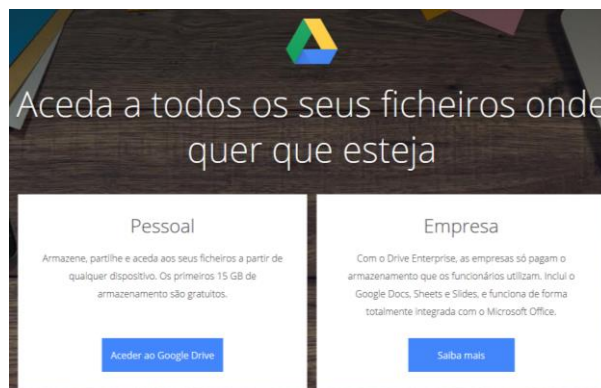 Aceda a todos os seus ficheiros onde
quer que esteja
Pessoal
Armazene, partilhe e aceda aos seus ficheiros a partir de
qualquer dispositivo. Os primeiros 15 GB de
armazenamento são gratuitos.
Aceder ao Google Drive
Empresa
Com o Drive Enterprise, as empresas só pagam o
armazenamento que os funcionários utilizam. Inclui o
Google Docs, Sheets e Slides, e funciona de forma
totalmente integrada com o Microsoft Office.
Saiba mais